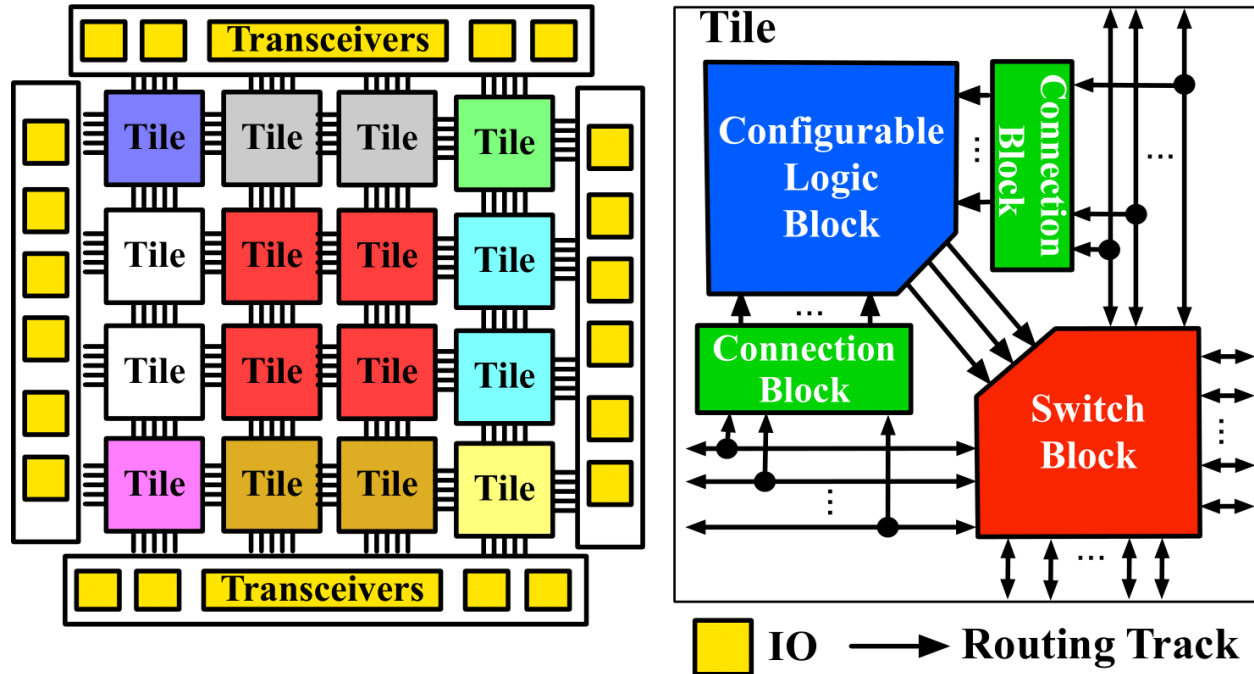 Transceivers
Tile Tile Tile Tile
Tile Tile Tile Tile
Tile Tile Tile Tile
Tile Tile Tile Tile
Transceivers
Tile
Configurable
Logic
Block
Connection
Block
...
...
...
Connection
Block
...
Switch
Block
...
...
...
IO
Routing Track